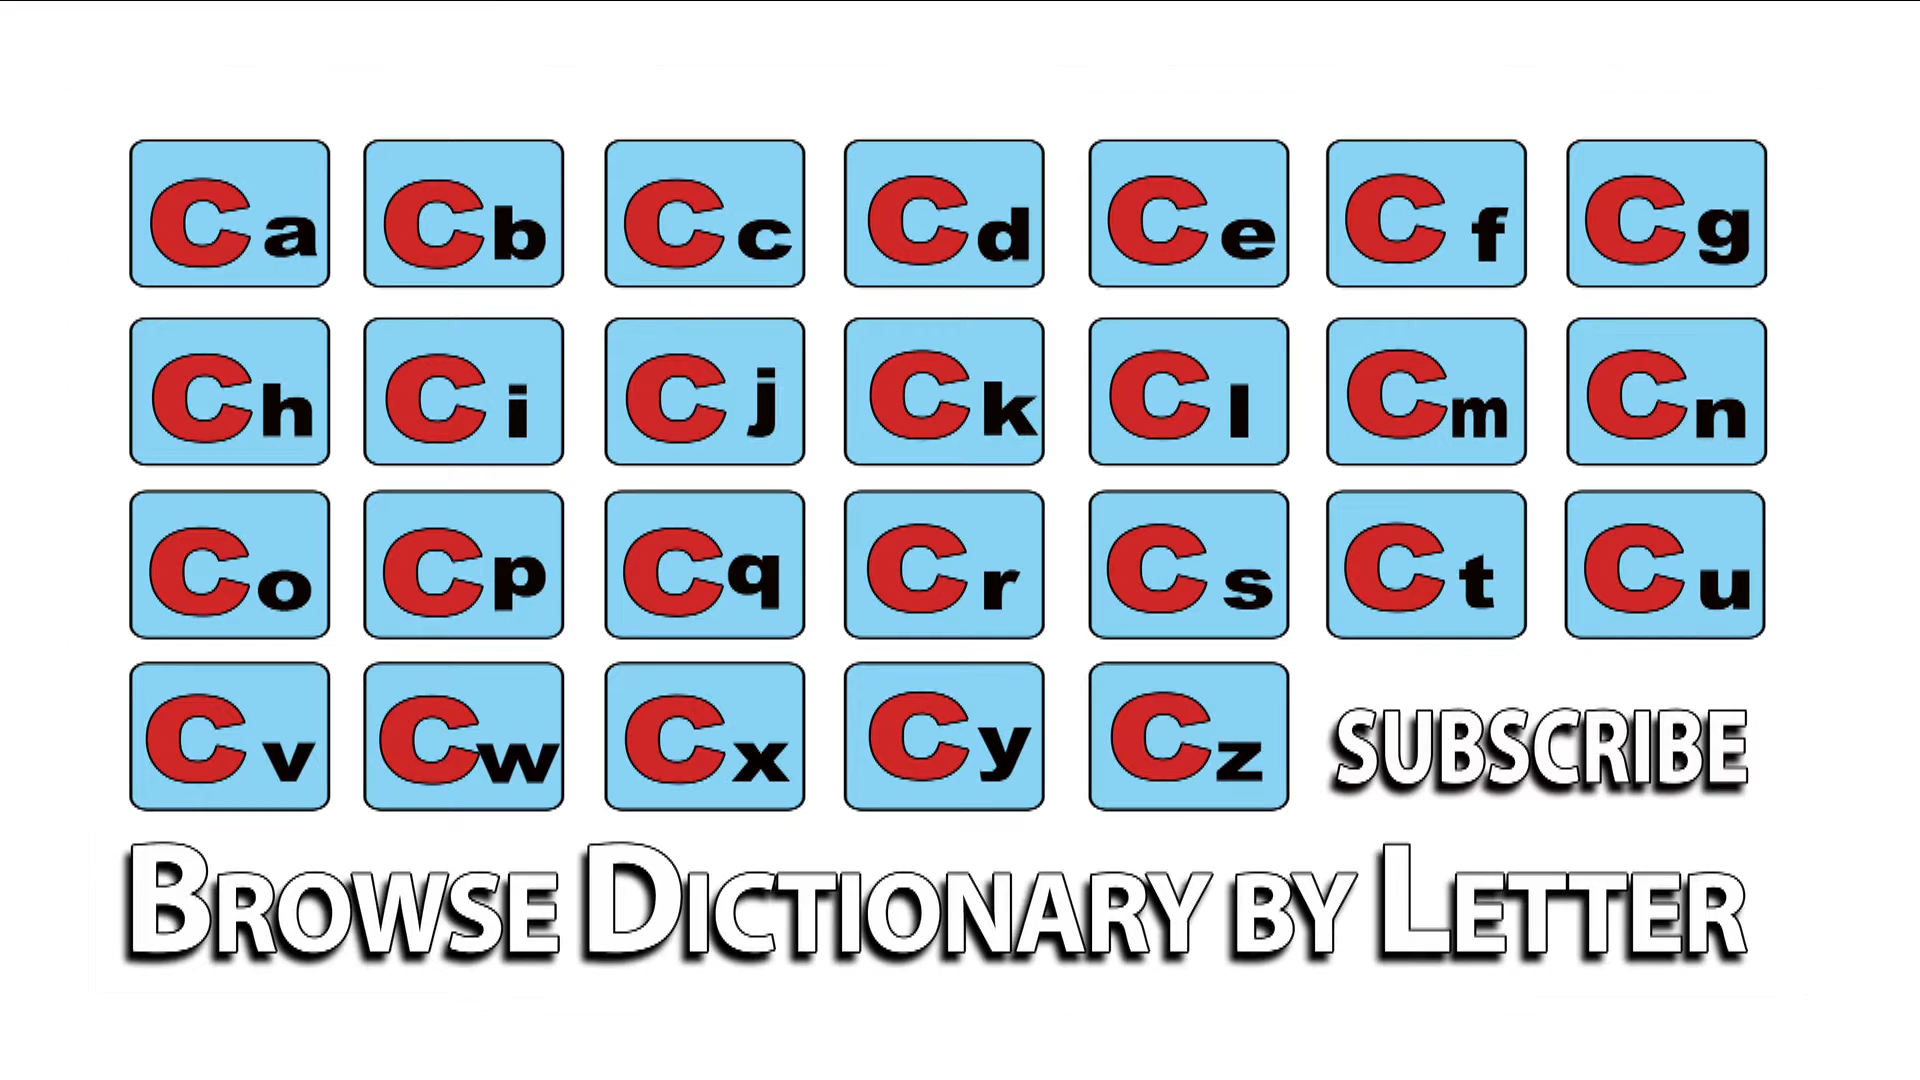 Ca Cb Cc Cd Ce Cf Cg
Ch Ci Cj Ck Cl Cm Cn
Co Cp Cq Cr Cs Ct Cu
Cv Cw Cx Cy Cz SUBSCRIBE
BROWSE DICTIONARY BY LETTER